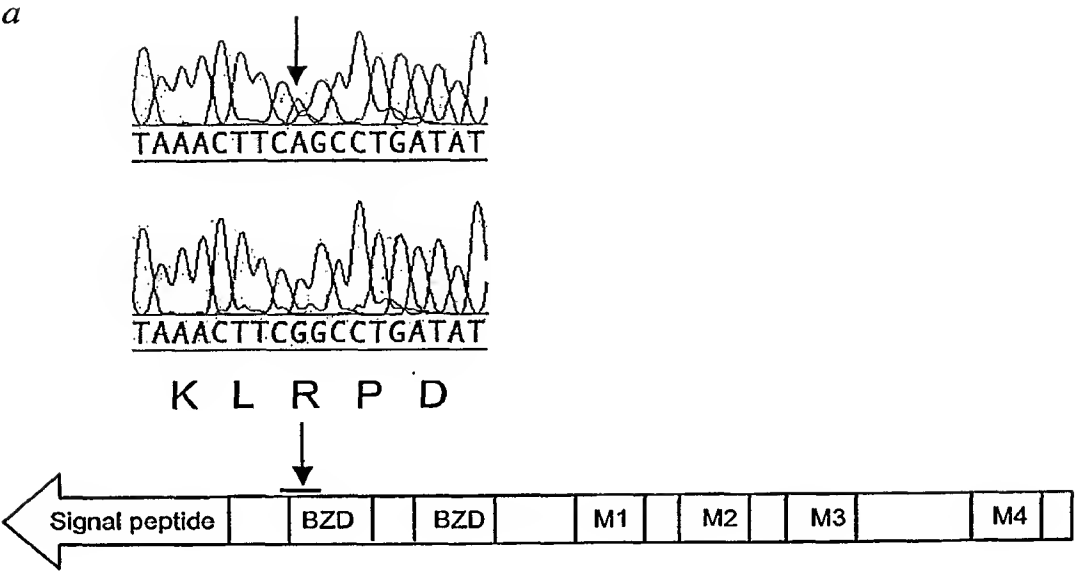 a
TAAACTTCAGCCTGATAT
TAAACTTCGGCCTGATAT
K L R P D
Signal peptide BZD BZD M1 M2 M3 M4